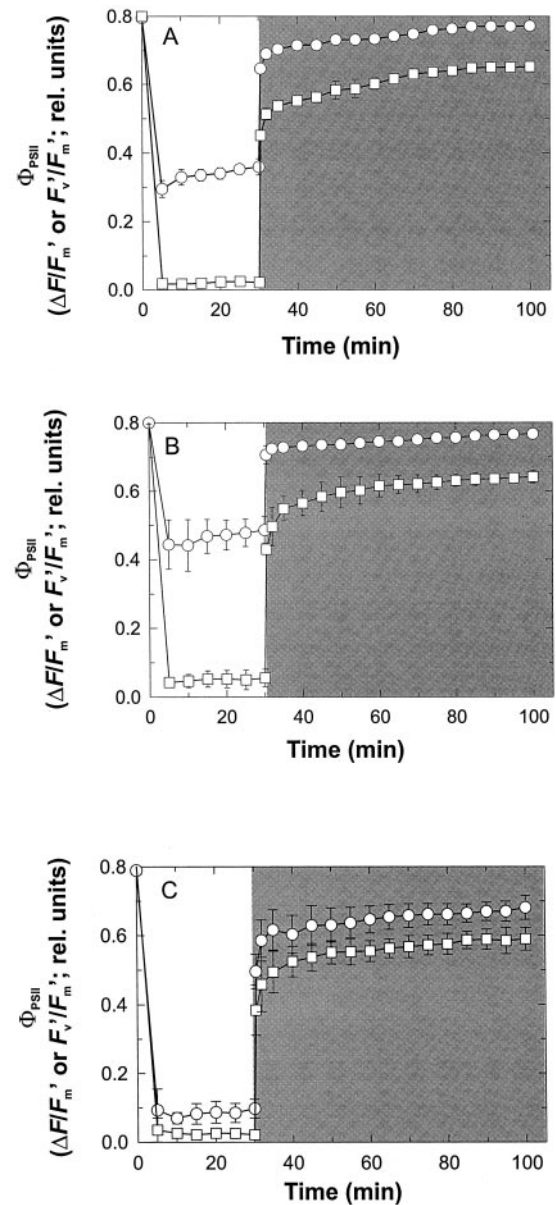 A
0.8
0.6
0.4
0.2
0.0
Φ_PSII
(ΔF/F_m' or F_v'/F_m'; rel. units)
0 20 40 60 80 100
Time (min)
B
0.8
0.6
0.4
0.2
0.0
Φ_PSII
(ΔF/F_m' or F_v'/F_m'; rel. units)
0 20 40 60 80 100
Time (min)
C
0.8
0.6
0.4
0.2
0.0
Φ_PSII
(ΔF/F_m' or F_v'/F_m'; rel. units)
0 20 40 60 80 100
Time (min)